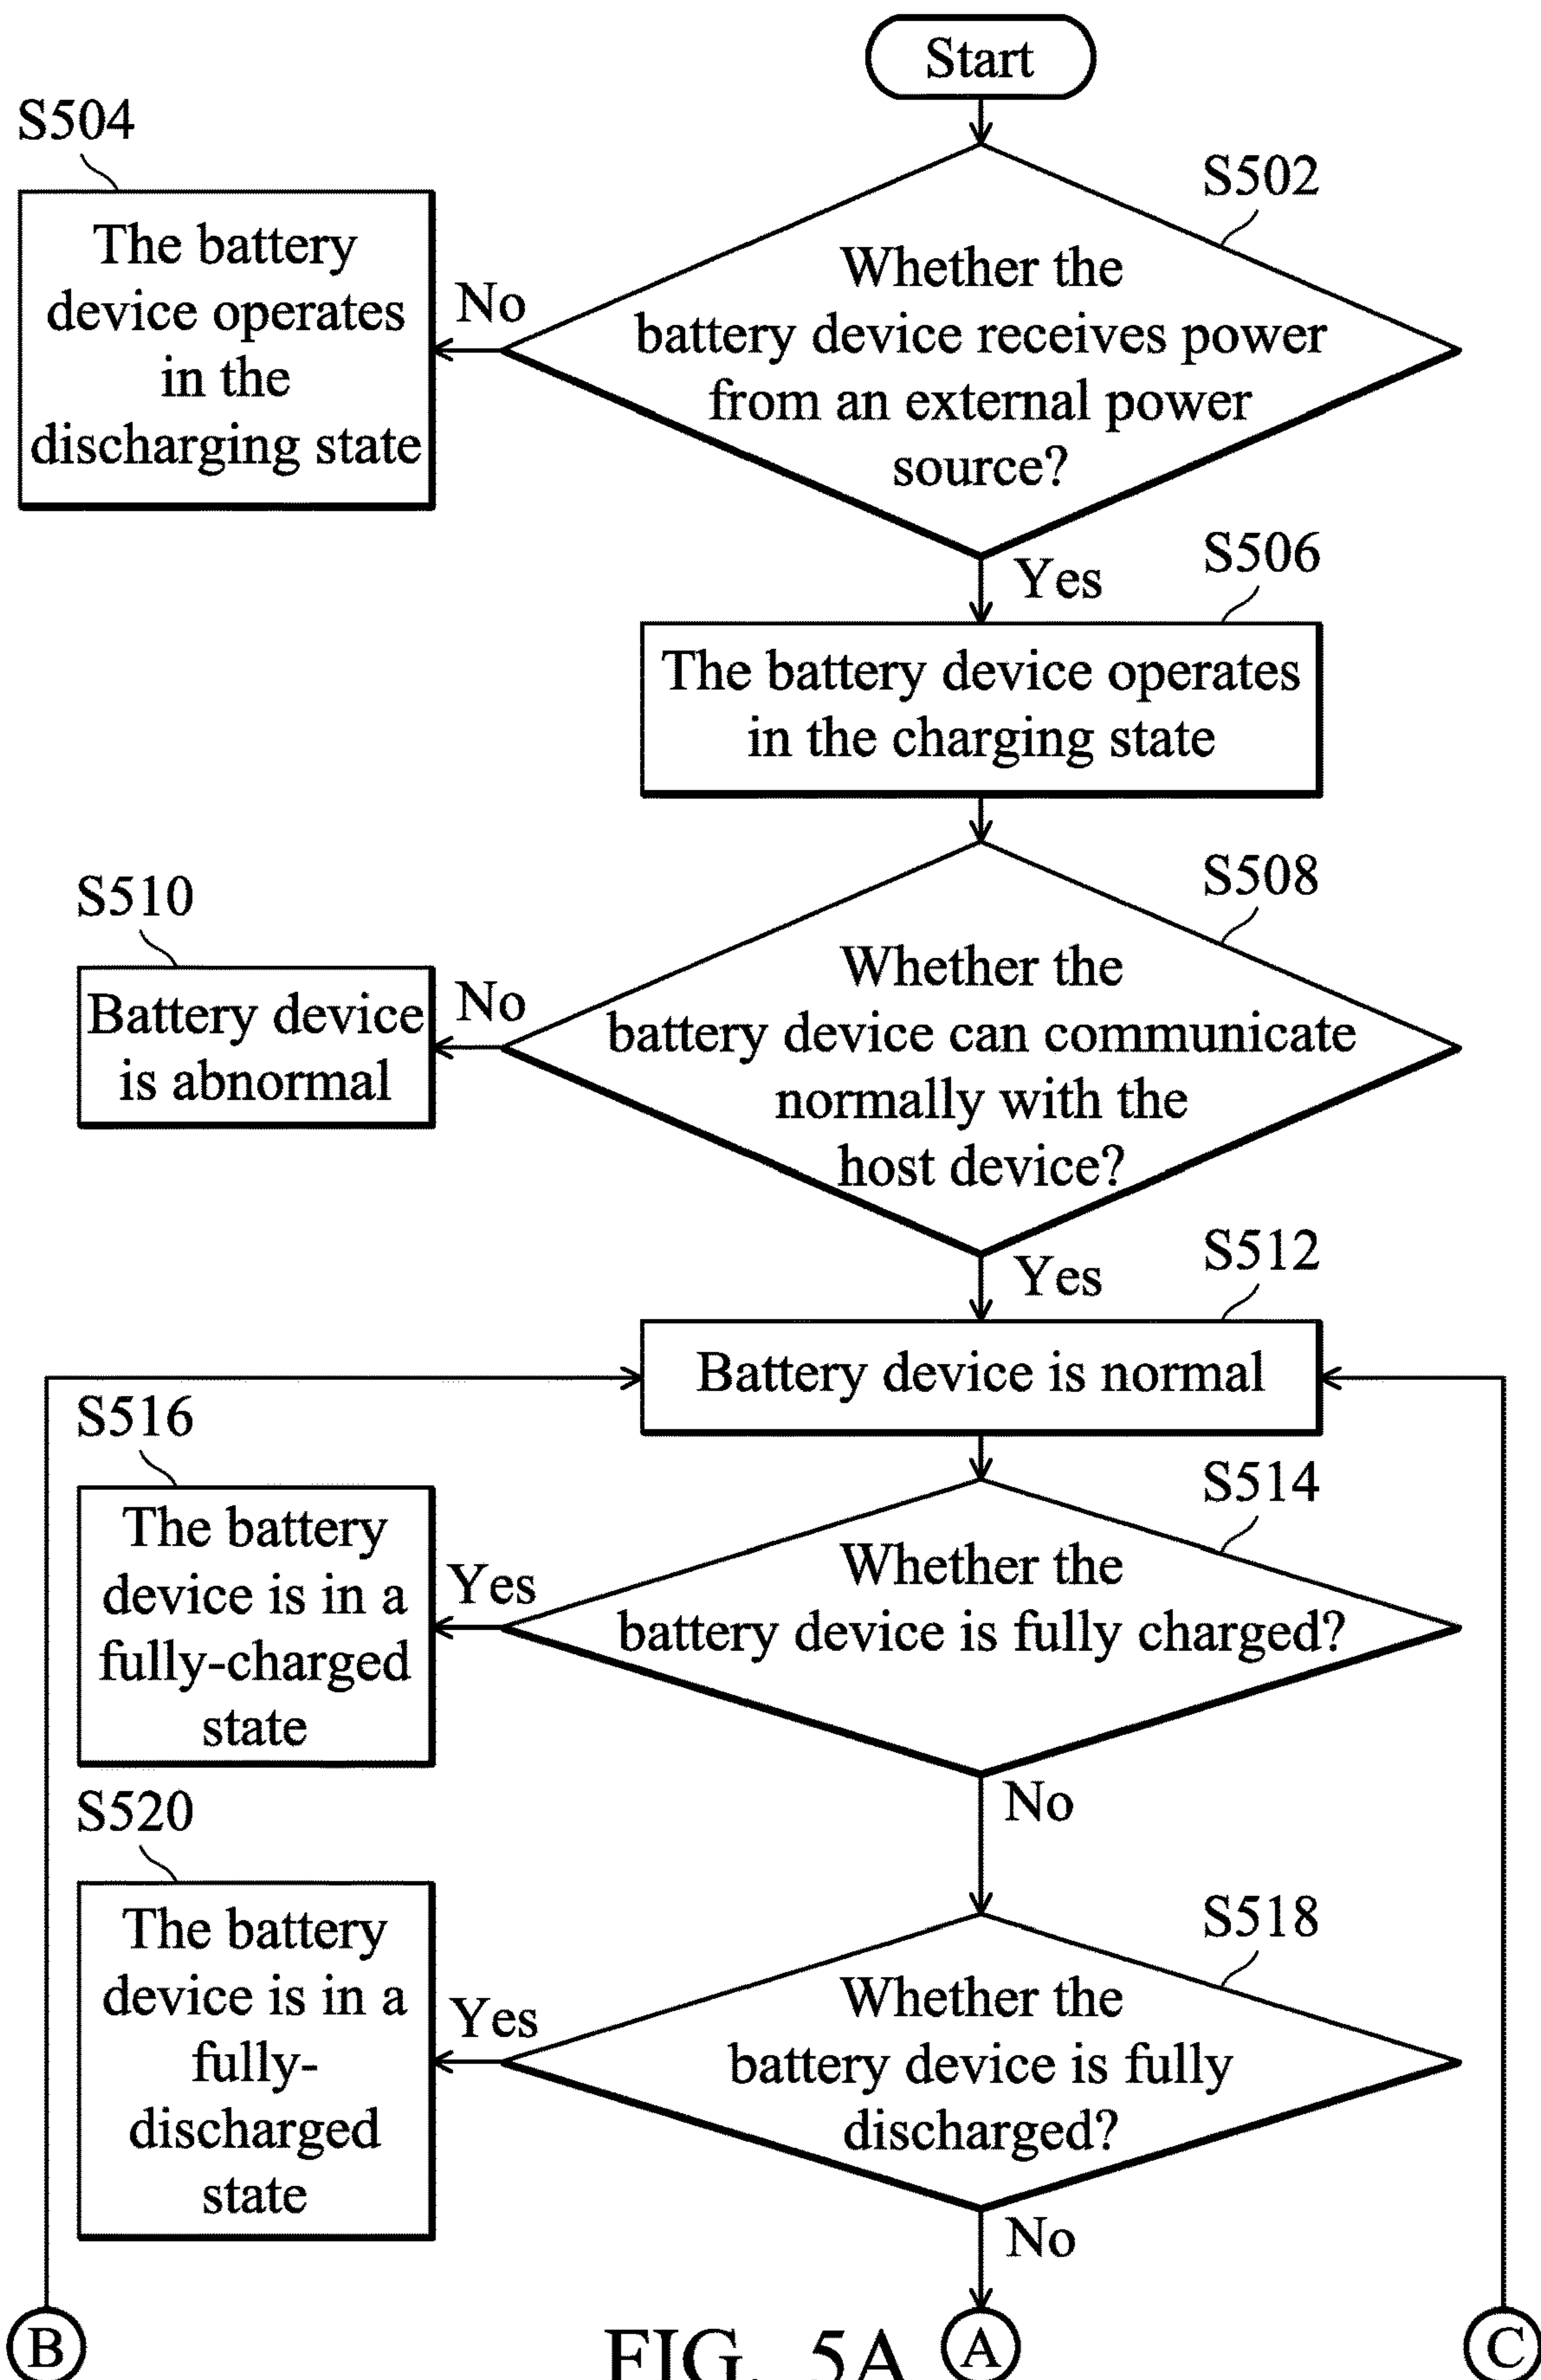 Start
S504
S502
The battery
device operates
in the
discharging state
No
Whether the
battery device receives power
from an external power
source?
Yes
S506
The battery device operates
in the charging state
S510
S508
Battery device
is abnormal
No
Whether the
battery device can communicate
normally with the
host device?
Yes
S512
Battery device is normal
S516
S514
The battery
device is in a
fully-charged
state
Yes
Whether the
battery device is fully charged?
No
S520
S518
The battery
device is in a
fully-
discharged
state
Yes
Whether the
battery device is fully
discharged?
No
B
FIG. 5A
A
C